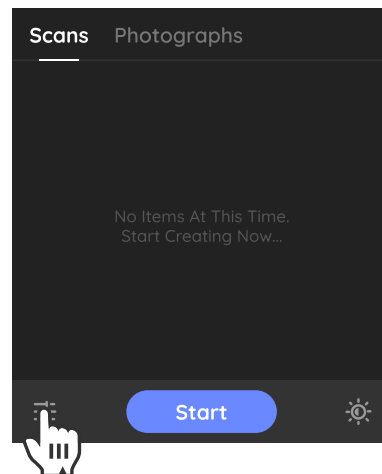 Scans
Photographs
No Items At This Time.
Start Creating Now...
Start